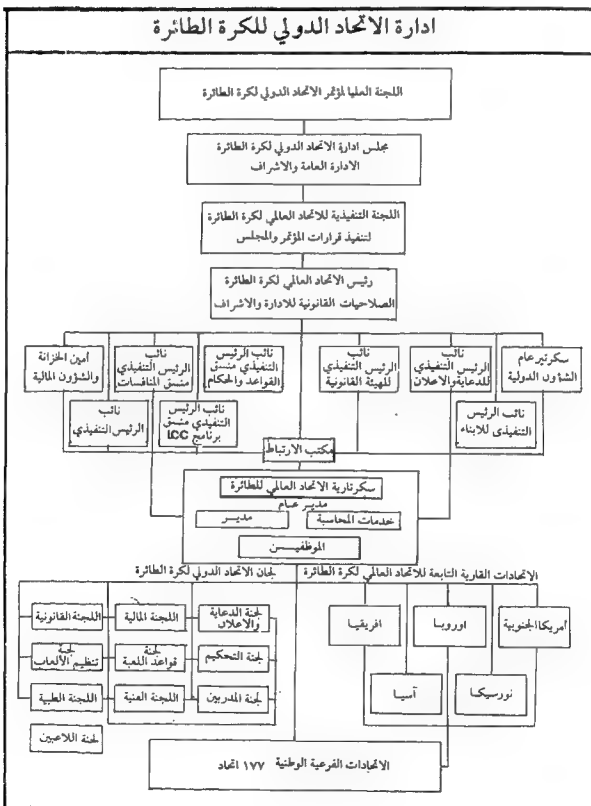 ادارة الاتحاد الدولي للكرة الطائرة
اللجنة العليا لمؤتمر الاتحاد الدولي لكرة الطائرة
مجلس ادارة الاتحاد الدولي لكرة الطائرة
الادارة العامة والاشراف
اللجنة التنفيذية للاتحاد العالمي لكرة الطائرة
لتنفيذ قرارات المؤتمر والمجلس
رئيس الاتحاد العالمي لكرة الطائرة
الصلاحيات القانونية للادارة والاشراف
سكرتير عام
الشؤون الدولية
نائب
الرئيس التنفيذي
للدعاية والاعلان
نائب
الرئيس التنفيذي
للهيئة القانونية
نائب الرئيس
التنفيذي منسق
القواعد والحكام
نائب
الرئيس التنفيذي
منسق المنافسات
أمين الخزانة
والشؤون المالية
نائب الرئيس
التنفيذي للابناء
نائب الرئيس
التنفيذي منسق
برنامج LCC
نائب
الرئيس التنفيذي
مكتب الارتباط
سكرتارية الاتحاد العالمي للطائرة
مدير عام
خدمات المحاسبة
مدير
الموظفين
الاتحادات القارية التابعة للاتحاد العالمي لكرة الطائرة
لجان الاتحاد الدولي لكرة الطائرة
أمريكا الجنوبية
اوروبا
افريقيا
نورسيكا
آسيا
لجنة الدعاية
والاعلان
اللجنة المالية
اللجنة القانونية
لجنة التحكيم
لجنة
قواعد اللعبة
لجنة
تنظيم الألعاب
لجنة المدربين
اللجنة الفنية
اللجنة الطبية
لجنة اللاعبين
الاتحادات الفرعية الوطنية ١٧٧ اتحاد